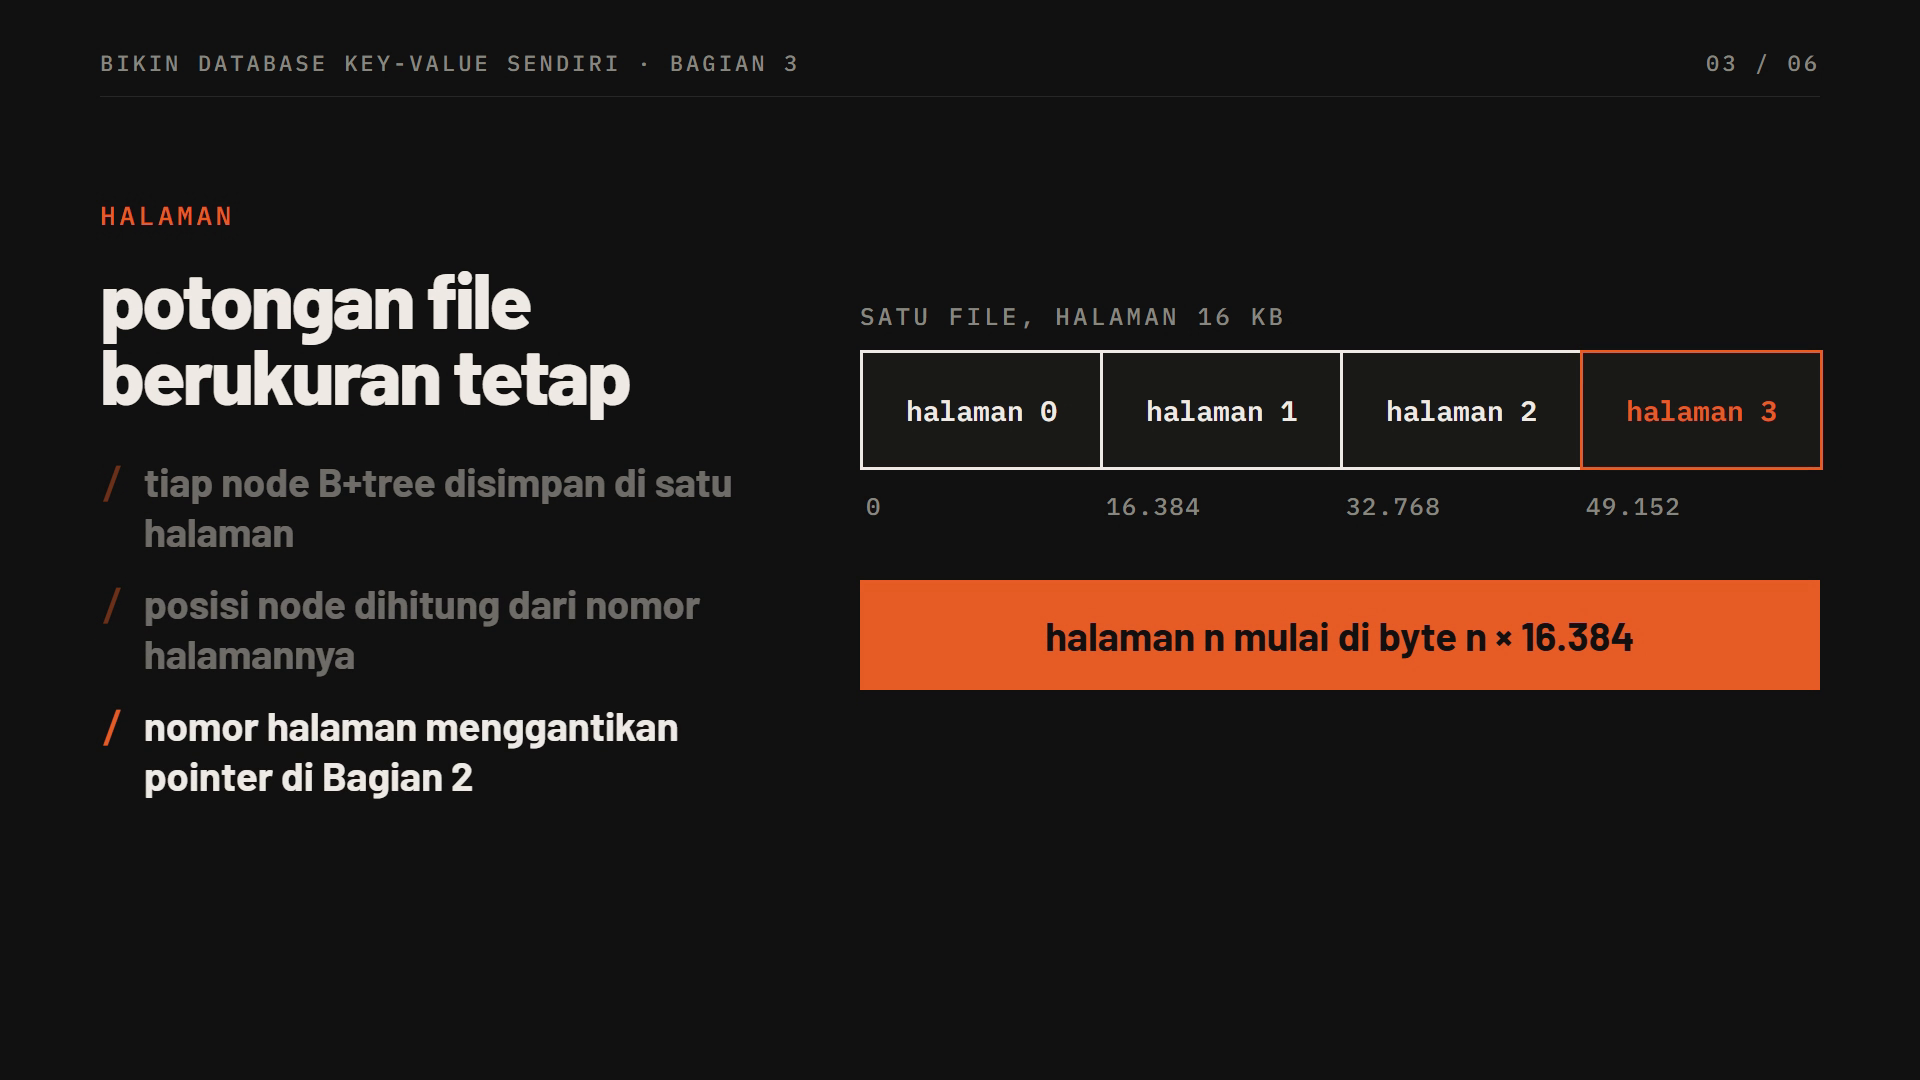 BIKIN DATABASE KEY-VALUE SENDIRI · BAGIAN 3
03 / 06
HALAMAN
potongan file
berukuran tetap
/ tiap node B+tree disimpan di satu
halaman
/ posisi node dihitung dari nomor
halamannya
/ nomor halaman menggantikan
pointer di Bagian 2
SATU FILE, HALAMAN 16 KB
halaman 0 halaman 1 halaman 2 halaman 3
0 16.384 32.768 49.152
halaman n mulai di byte n × 16.384